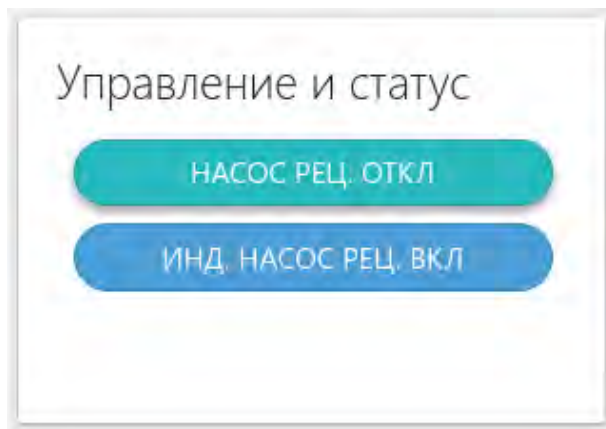 Управление и статус
НАСОС РЕЦ. ОТКЛ
ИНД. НАСОС РЕЦ. ВКЛ